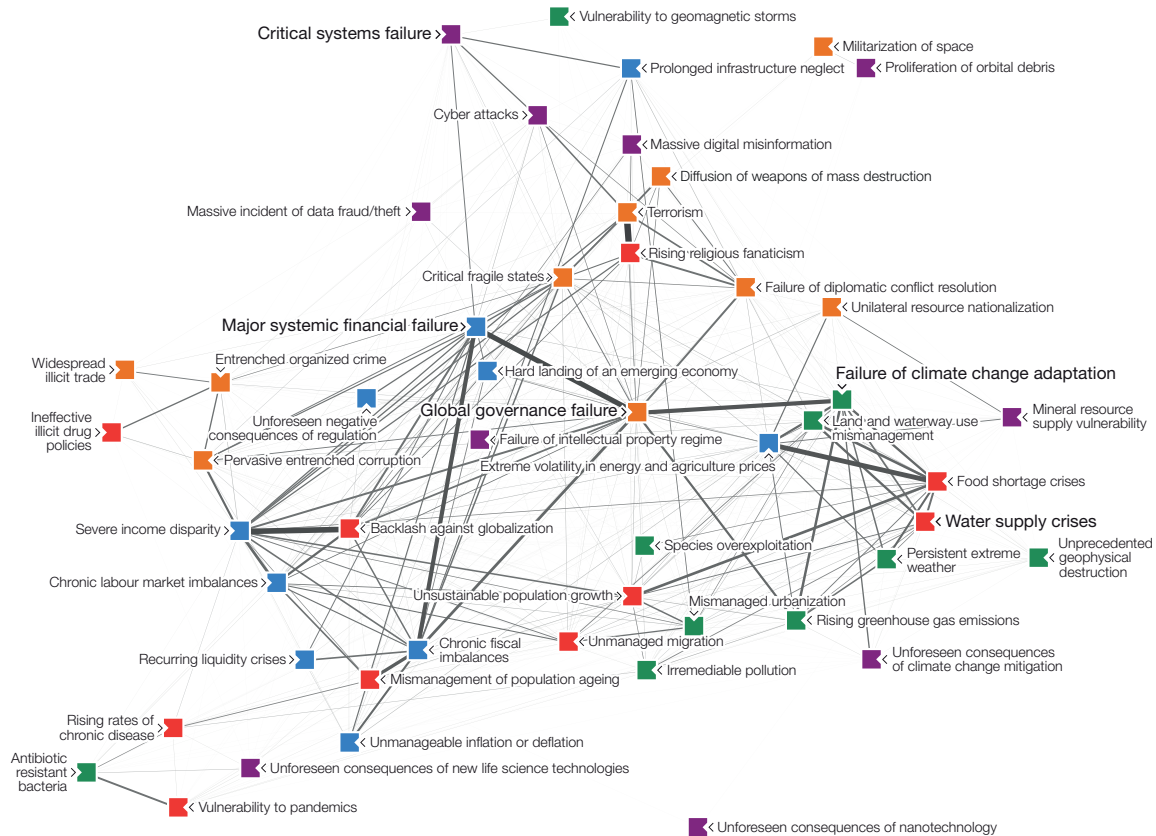 Vulnerability to geomagnetic storms
Critical systems failure
Militarization of space
Prolonged infrastructure neglect
Proliferation of orbital debris
Cyber attacks
Massive digital misinformation
Diffusion of weapons of mass destruction
Massive incident of data fraud/theft
Terrorism
Rising religious fanaticism
Critical fragile states
Failure of diplomatic conflict resolution
Unilateral resource nationalization
Major systemic financial failure
Widespread
illicit trade
Entrenched organized crime
Hard landing of an emerging economy
Failure of climate change adaptation
Ineffective
illicit drug
policies
Unforeseen negative
consequences of regulation
Global governance failure
Land and waterway use
mismanagement
Mineral resource
supply vulnerability
Failure of intellectual property regime
Pervasive entrenched corruption
Extreme volatility in energy and agriculture prices
Food shortage crises
Severe income disparity
Backlash against globalization
Water supply crises
Species overexploitation
Persistent extreme
weather
Unprecedented
geophysical
destruction
Chronic labour market imbalances
Unsustainable population growth
Mismanaged urbanization
Rising greenhouse gas emissions
Unmanaged migration
Chronic fiscal
imbalances
Recurring liquidity crises
Unforeseen consequences
of climate change mitigation
Irremediable pollution
Mismanagement of population ageing
Rising rates of
chronic disease
Unmanageable inflation or deflation
Antibiotic
resistant
bacteria
Unforeseen consequences of new life science technologies
Vulnerability to pandemics
Unforeseen consequences of nanotechnology